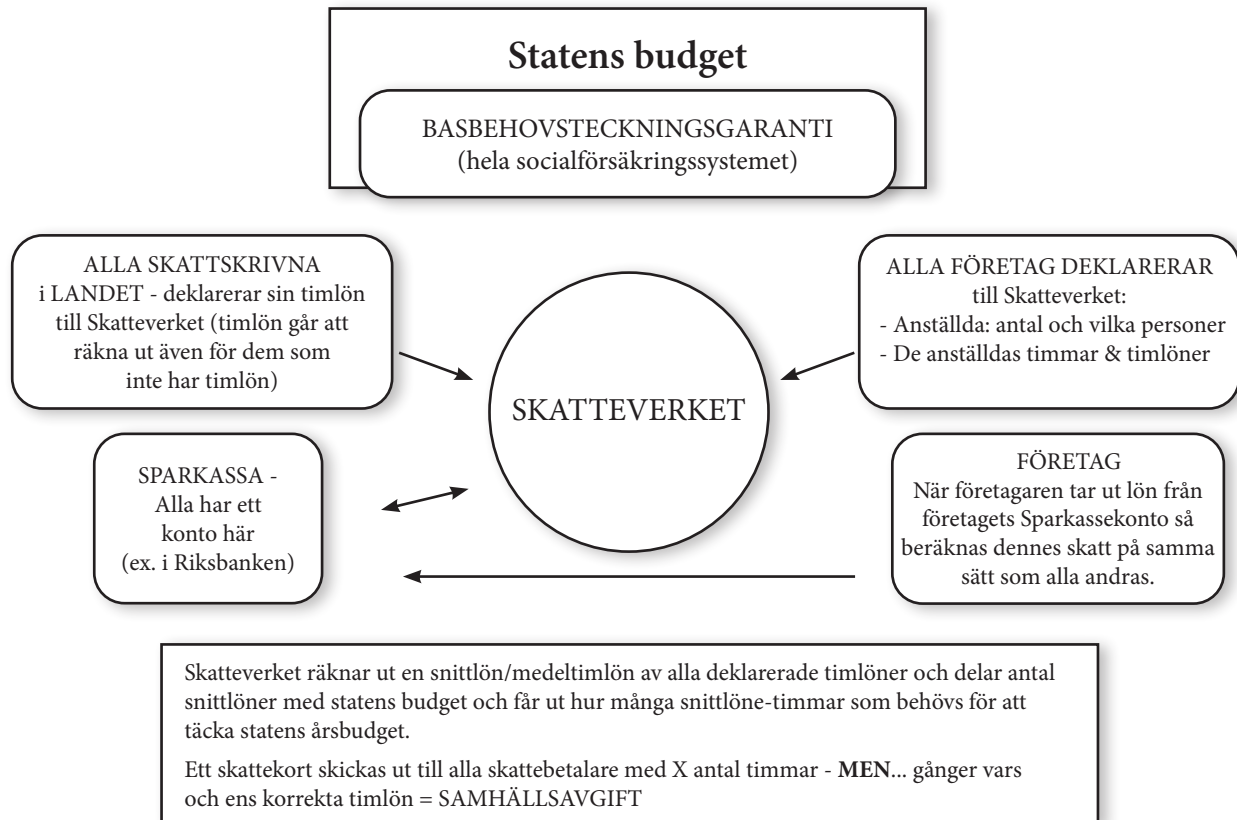 Statens budget
BASBEHOVSTECKNINGSGARANTI
(hela socialförsäkringssystemet)
ALLA SKATTSKRIVNA
i LANDET - deklarerar sin timlön
till Skatteverket (timlön går att
räkna ut även för dem som
inte har timlön)
ALLA FÖRETAG DEKLARERAR
till Skatteverket:
- Anställda: antal och vilka personer
- De anställdas timmar & timlöner
SKATTEVERKET
SPARKASSA -
Alla har ett
konto här
(ex. i Riksbanken)
FÖRETAG
När företagaren tar ut lön från
företagets Sparkassekonto så
beräknas dennes skatt på samma
sätt som alla andras.
Skatteverket räknar ut en snittlön/medeltimlön av alla deklarerade timlöner och delar antal
snittlöner med statens budget och får ut hur många snittlöne-timmar som behövs för att
täcka statens årsbudget.
Ett skattekort skickas ut till alla skattebetalare med X antal timmar - MEN... gånger vars
och ens korrekta timlön = SAMHÄLLSAVGIFT